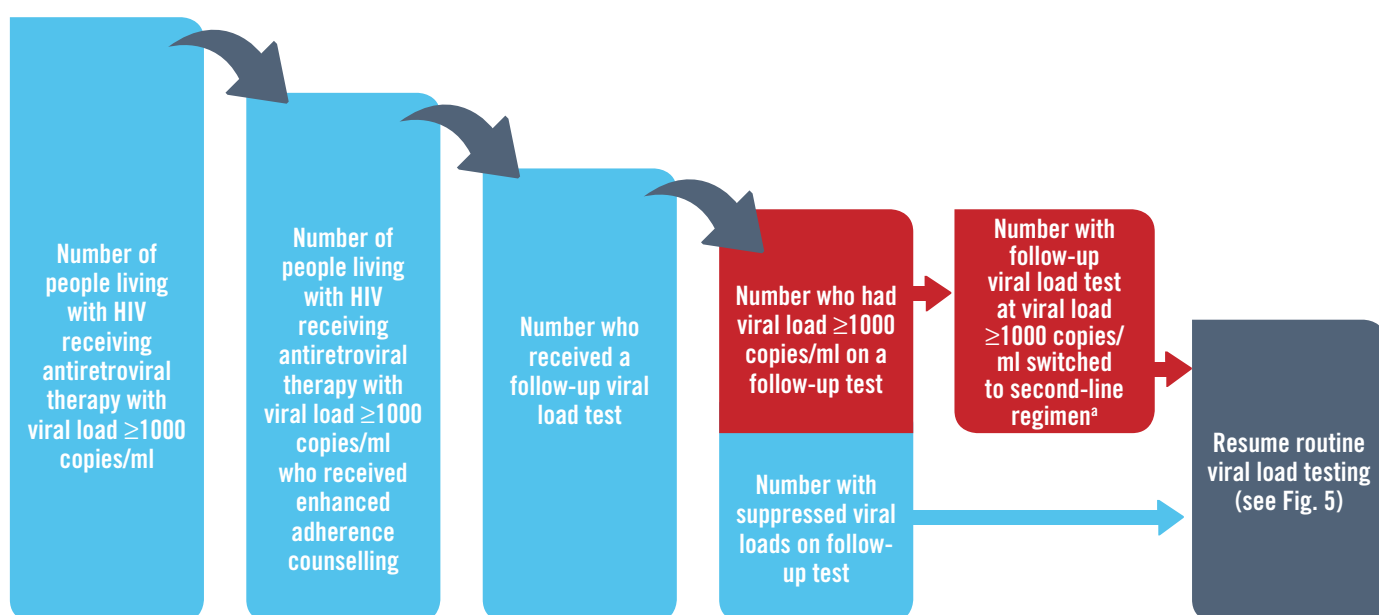 Number of
people living
with HIV
receiving
antiretroviral
therapy with
viral load ≥1000
copies/ml
Number of
people living
with HIV
receiving
antiretroviral
therapy with
viral load ≥1000
copies/ml
who received
enhanced
adherence
counselling
Number who
received a
follow-up viral
load test
Number who had
viral load ≥1000
copies/ml on a
follow-up test
Number with
suppressed viral
loads on follow-
up test
Number with
follow-up
viral load test
at viral load
≥1000 copies/
ml switched
to second-line
regimenᵃ
Resume routine
viral load testing
(see Fig. 5)